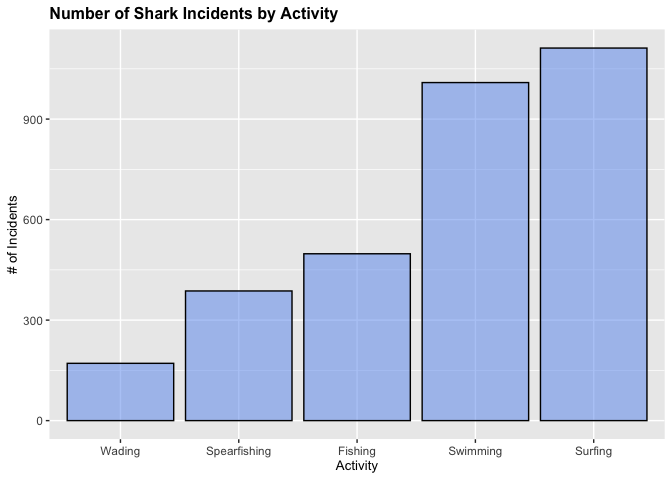 Number of Shark Incidents by Activity
# of Incidents
900
600
300
0
Wading Spearfishing Fishing Swimming Surfing
Activity